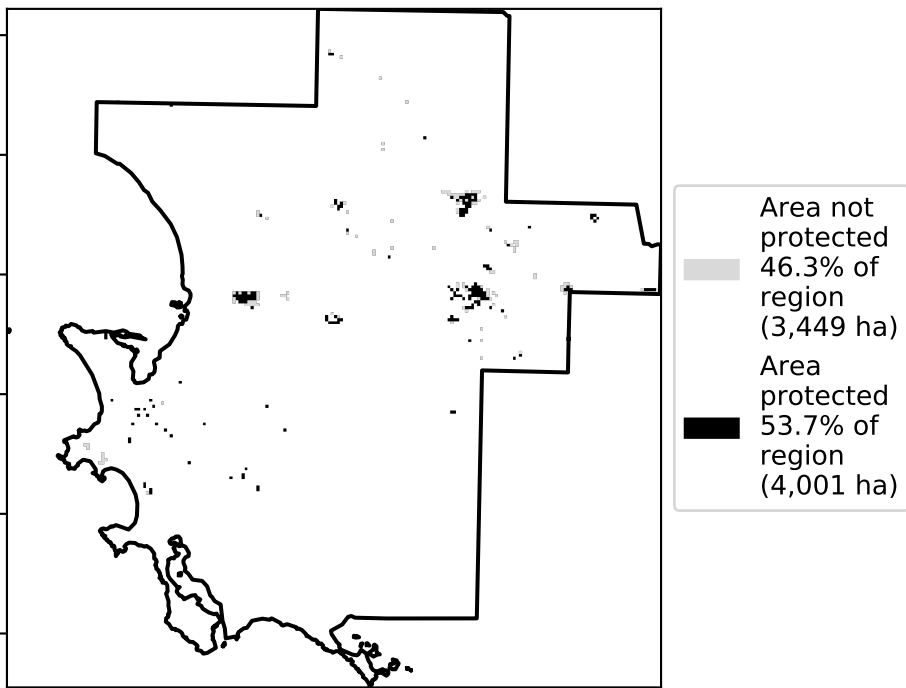 Area not
protected
46.3% of
region
(3,449 ha)
Area
protected
53.7% of
region
(4,001 ha)